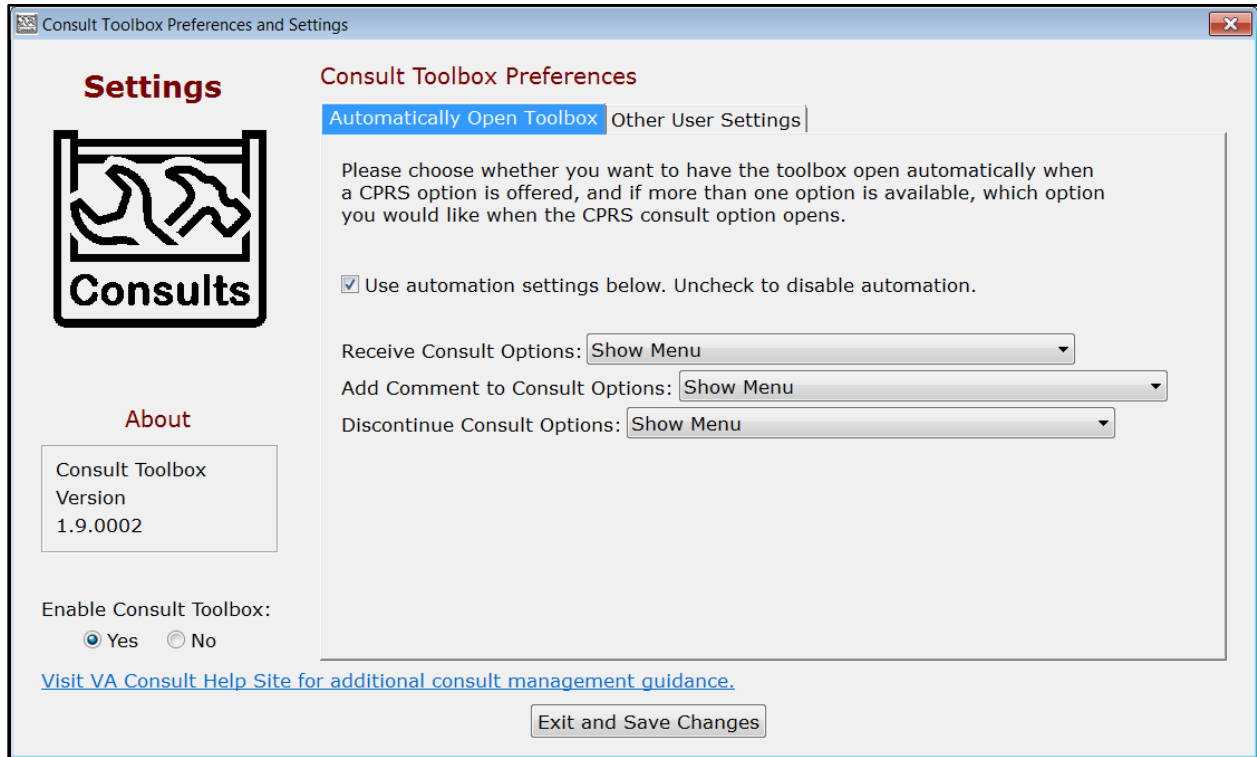 Consult Toolbox Preferences and Settings
Settings
Consults
About
Consult Toolbox
Version
1.9.0002
Enable Consult Toolbox:
Yes No
Consult Toolbox Preferences
Automatically Open Toolbox Other User Settings
Please choose whether you want to have the toolbox open automatically when
a CPRS option is offered, and if more than one option is available, which option
you would like when the CPRS consult option opens.
Use automation settings below. Uncheck to disable automation.
Receive Consult Options: Show Menu
Add Comment to Consult Options: Show Menu
Discontinue Consult Options: Show Menu
Visit VA Consult Help Site for additional consult management guidance.
Exit and Save Changes